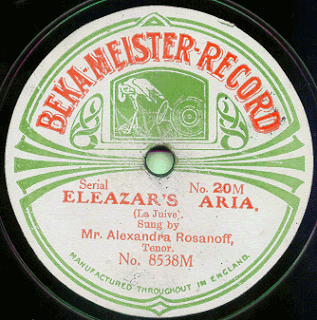 BEKA-MEISTER-RECORD
Serial No. 20M
ELEAZAR'S ARIA.
(La Juive).
Sung by
Mr. Alexandra Rosanoff,
Tenor.
No. 8538M
MANUFACTURED THROUGHOUT IN ENGLAND.